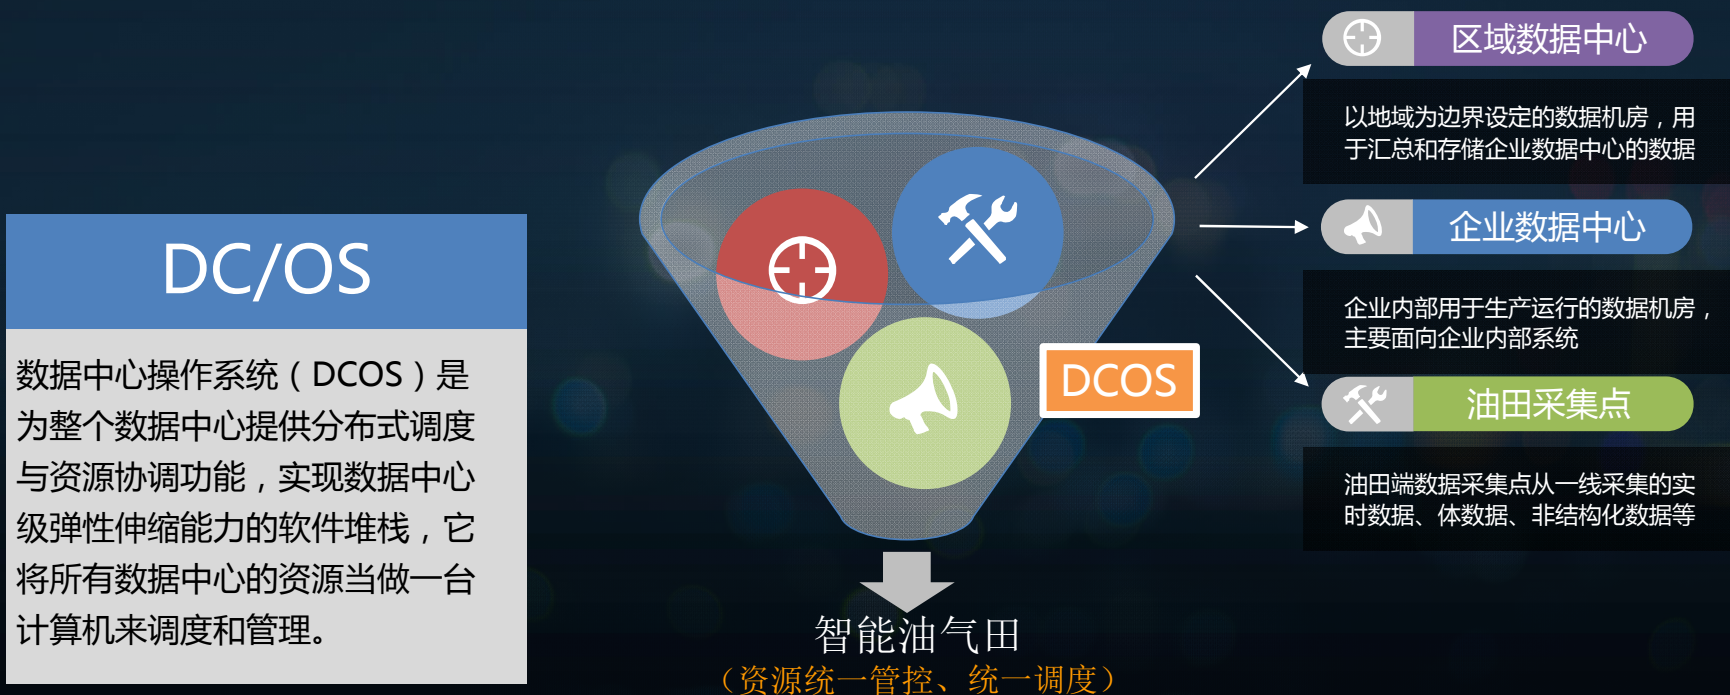 DC/OS
数据中心操作系统（DCOS）是
为整个数据中心提供分布式调度
与资源协调功能，实现数据中心
级弹性伸缩能力的软件堆栈，它
将所有数据中心的资源当做一台
计算机来调度和管理。
DCOS
智能油气田
（资源统一管控、统一调度）
区域数据中心
以地域为边界设定的数据机房，用
于汇总和存储企业数据中心的数据
企业数据中心
企业内部用于生产运行的数据机房，
主要面向企业内部系统
油田采集点
油田端数据采集点从一线采集的实
时数据、体数据、非结构化数据等